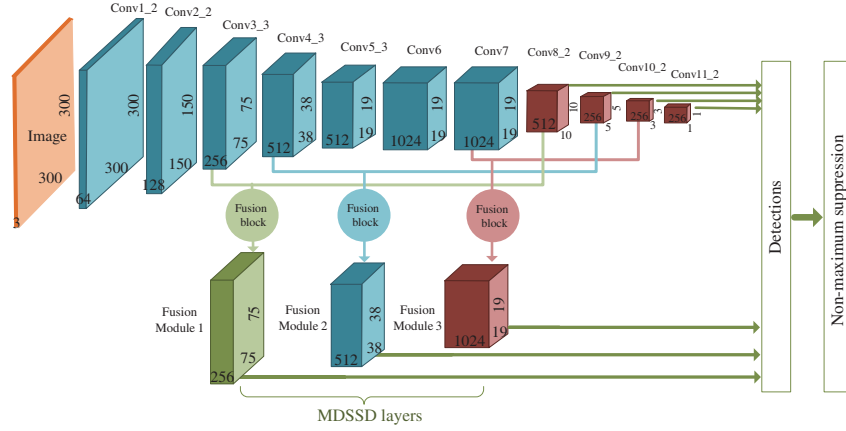 Conv1_2
Conv2_2
Conv3_3
Conv4_3
Conv5_3
Conv6
Conv7
Conv8_2
Conv9_2
Conv10_2
Conv11_2
Image
300
300
3
300
300
64
150
150
128
75
75
256
38
38
512
19
19
512
19
19
1024
19
19
1024
10
10
512
5
5
256
3
3
256
1
1
256
Fusion
block
Fusion
block
Fusion
block
Fusion
Module 1
75
75
256
Fusion
Module 2
38
38
512
Fusion
Module 3
19
19
1024
MDSSD layers
Detections
Non-maximum suppression